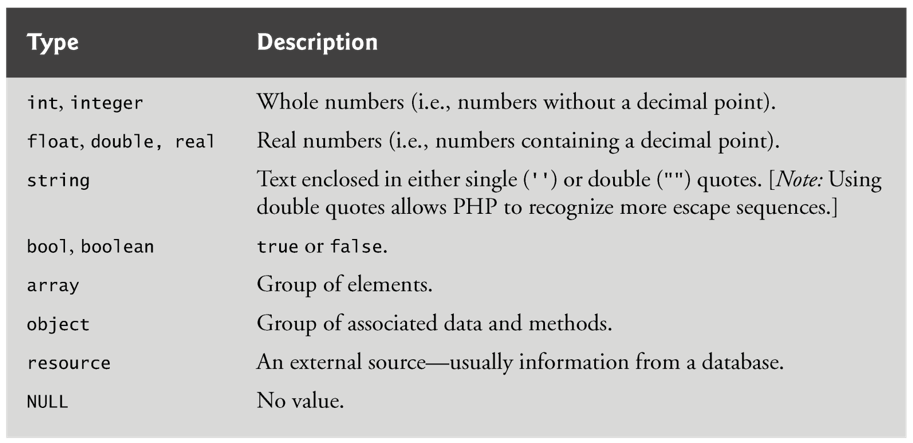 Type Description
int, integer Whole numbers (i.e., numbers without a decimal point).
float, double, real Real numbers (i.e., numbers containing a decimal point).
string Text enclosed in either single ('') or double ("") quotes. [Note: Using
double quotes allows PHP to recognize more escape sequences.]
bool, boolean true or false.
array Group of elements.
object Group of associated data and methods.
resource An external source—usually information from a database.
NULL No value.